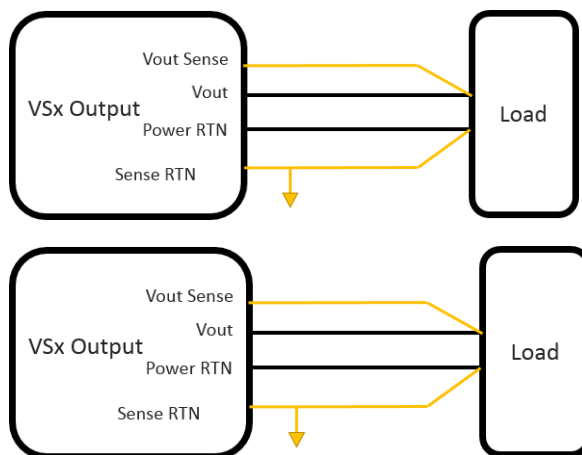 Vout Sense
Vout
VSx Output
Power RTN
Sense RTN
Load
Vout Sense
Vout
VSx Output
Power RTN
Sense RTN
Load